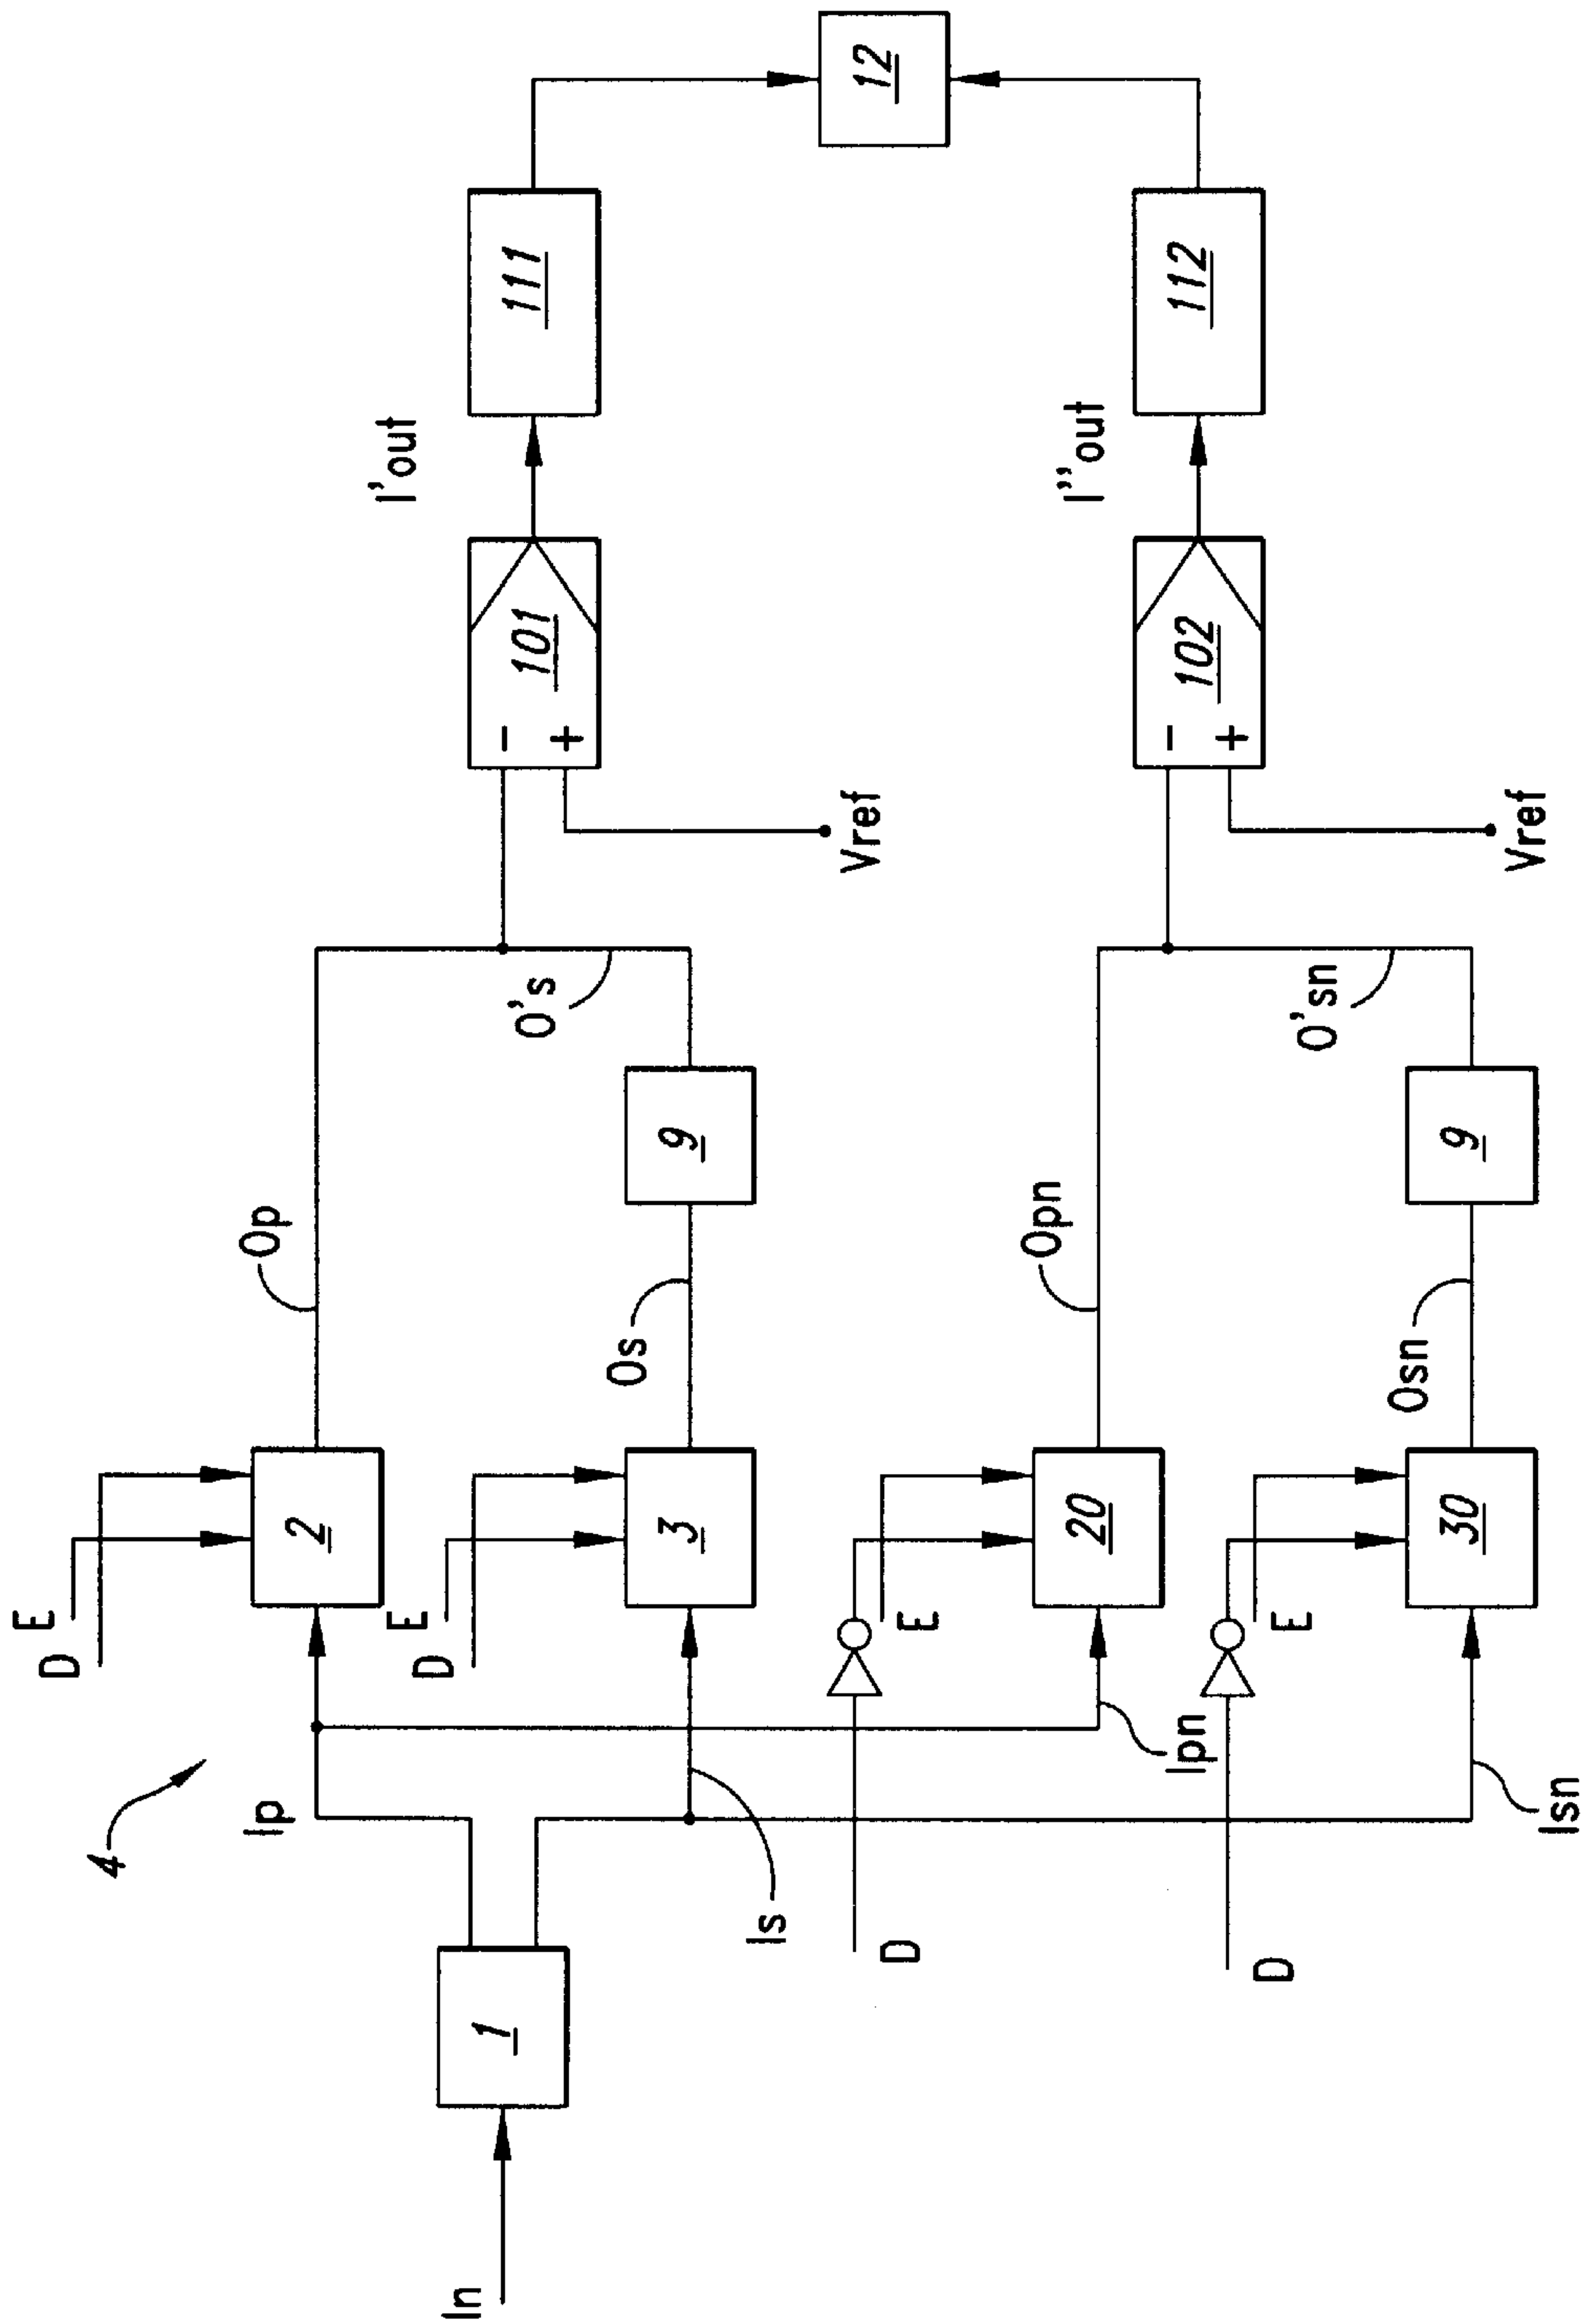 4
In
1
Ip
Is
Ipn
Isn
E
D
2
E
D
3
D
E
20
D
E
30
Op
Os
Opn
Osn
9
9
O's
O'sn
Vref
Vref
- + 101
- + 102
I'out
I''out
111
112
12